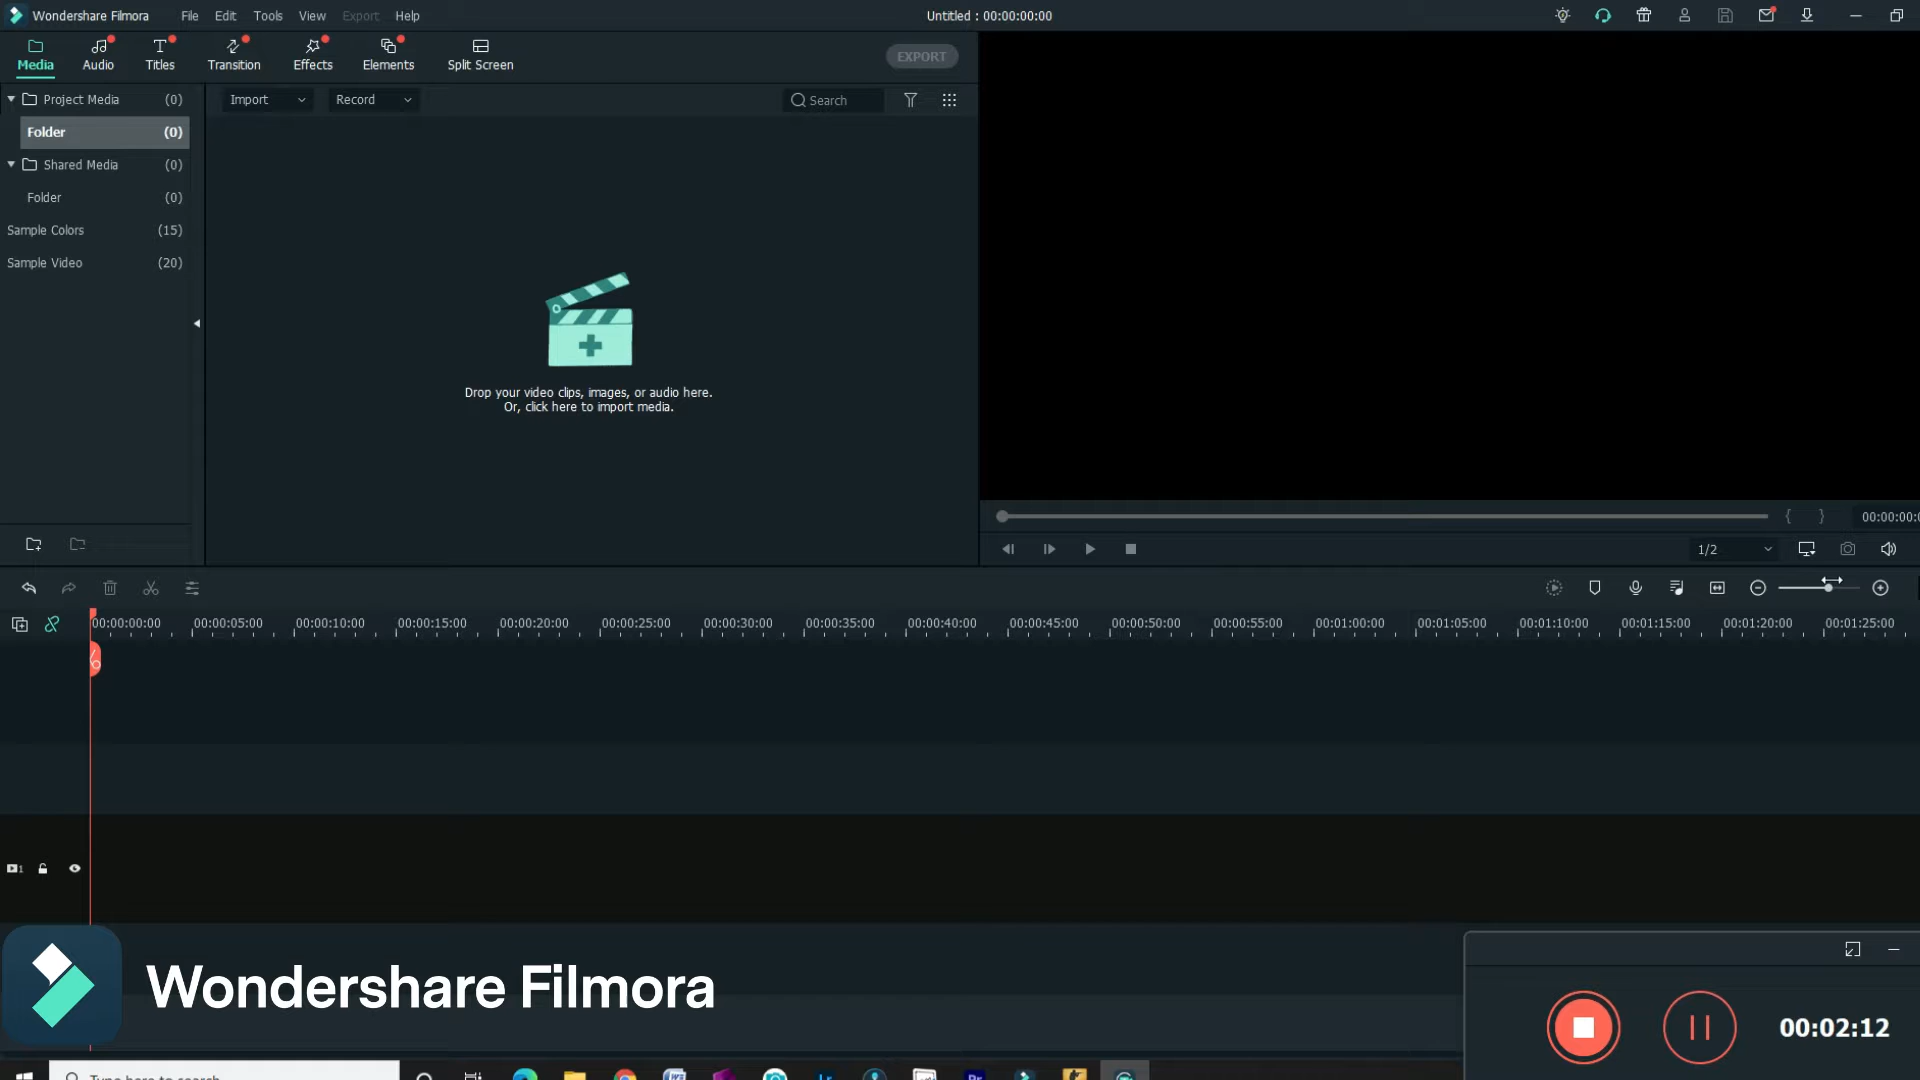 Wondershare Filmora File Edit Tools View Export Help Untitled : 00:00:00:00
Media Audio Titles Transition Effects Elements Split Screen EXPORT
Project Media (0) Import Record Search
Folder (0)
Shared Media (0)
Folder (0)
Sample Colors (15)
Sample Video (20)
Drop your video clips, images, or audio here.
Or, click here to import media.
{ } 00:00:00:0
1/2
00:00:00:00 00:00:05:00 00:00:10:00 00:00:15:00 00:00:20:00 00:00:25:00 00:00:30:00 00:00:35:00 00:00:40:00 00:00:45:00 00:00:50:00 00:00:55:00 00:01:00:00 00:01:05:00 00:01:10:00 00:01:15:00 00:01:20:00 00:01:25:00
1
Wondershare Filmora
00:02:12
Type here to search